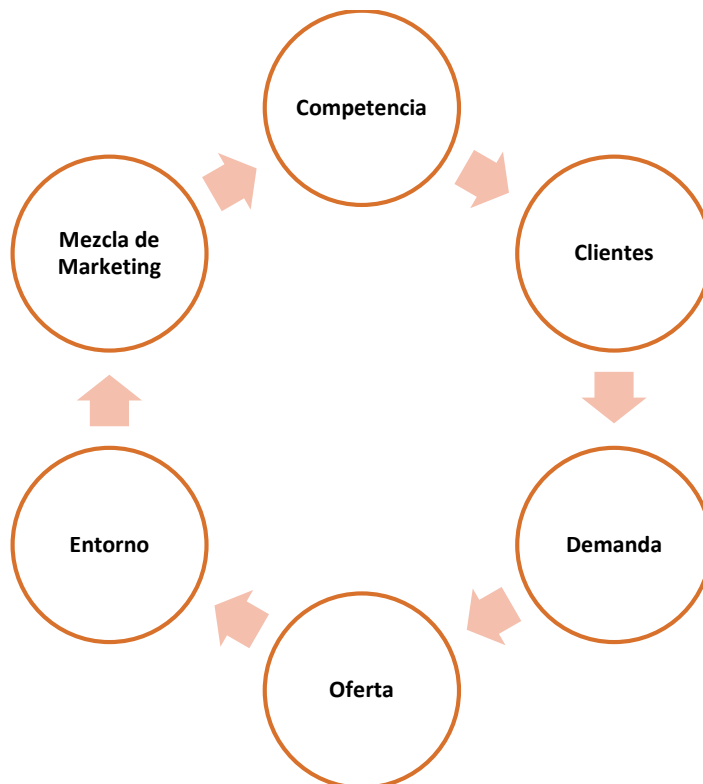 Competencia
Clientes
Demanda
Oferta
Entorno
Mezcla de
Marketing